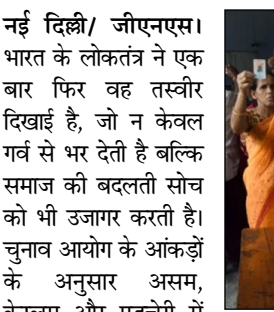 नई दिल्ली/ जीएनएस।
भारत के लोकतंत्र ने एक
बार फिर वह तस्वीर
दिखाई है, जो न केवल
गर्व से भर देती है बल्कि
समाज की बदलती सोच
को भी उजागर करती है।
चुनाव आयोग के आंकड़ों
के अनुसार असम,